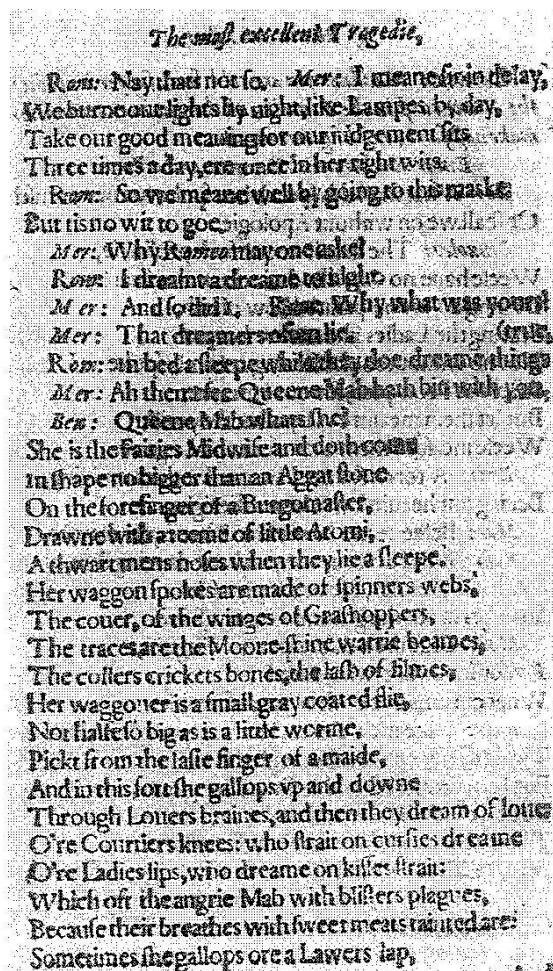 The most excellent Tragedie,
Rom: Nay thats not so. Mer: I meane sir in delay,
We burne our lights by night, like Lampes by day,
Take our good meaning for our iudgement sits
Three times a day, ere once in her right wits.
Rom: So we meane well by going to this maske:
But tis no wit to goe.
Mer: Why Romeo may one aske?
Rom: I dreamt a dreame to night.
Mer: And so did I. Rom: Why what was yours?
Mer: That dreamers often lie. (true,
Rom: In bed a sleepe while they doe dreame things
Mer: Ah then I see Queene Mab hath bin with you,
Ben: Queene Mab whats she?
She is the Fairies Midwife and doth come
In shape no bigger than an Aggat stone
On the forefinger of a Burgomaster,
Drawne with a teeme of little Atomi,
A thwart mens noses when they lie a sleepe.
Her waggon spokes are made of spinners webs,
The couer, of the winges of Grashoppers,
The traces are the Moone-shine watrie beames,
The collers crickets bones, the lash of filmes,
Her waggoner is a small gray coated flie,
Not halfe so big as is a little worme,
Pickt from the lasie finger of a maide,
And in this sort she gallops vp and downe
Through Louers braines, and then they dream of loue:
O're Courtiers knees: who strait on cursies dreame
O're Ladies lips, who dreame on kisses strait:
Which oft the angrie Mab with blisters plagues,
Because their breathes with sweet meats tainted are:
Sometimes she gallops ore a Lawers lap,